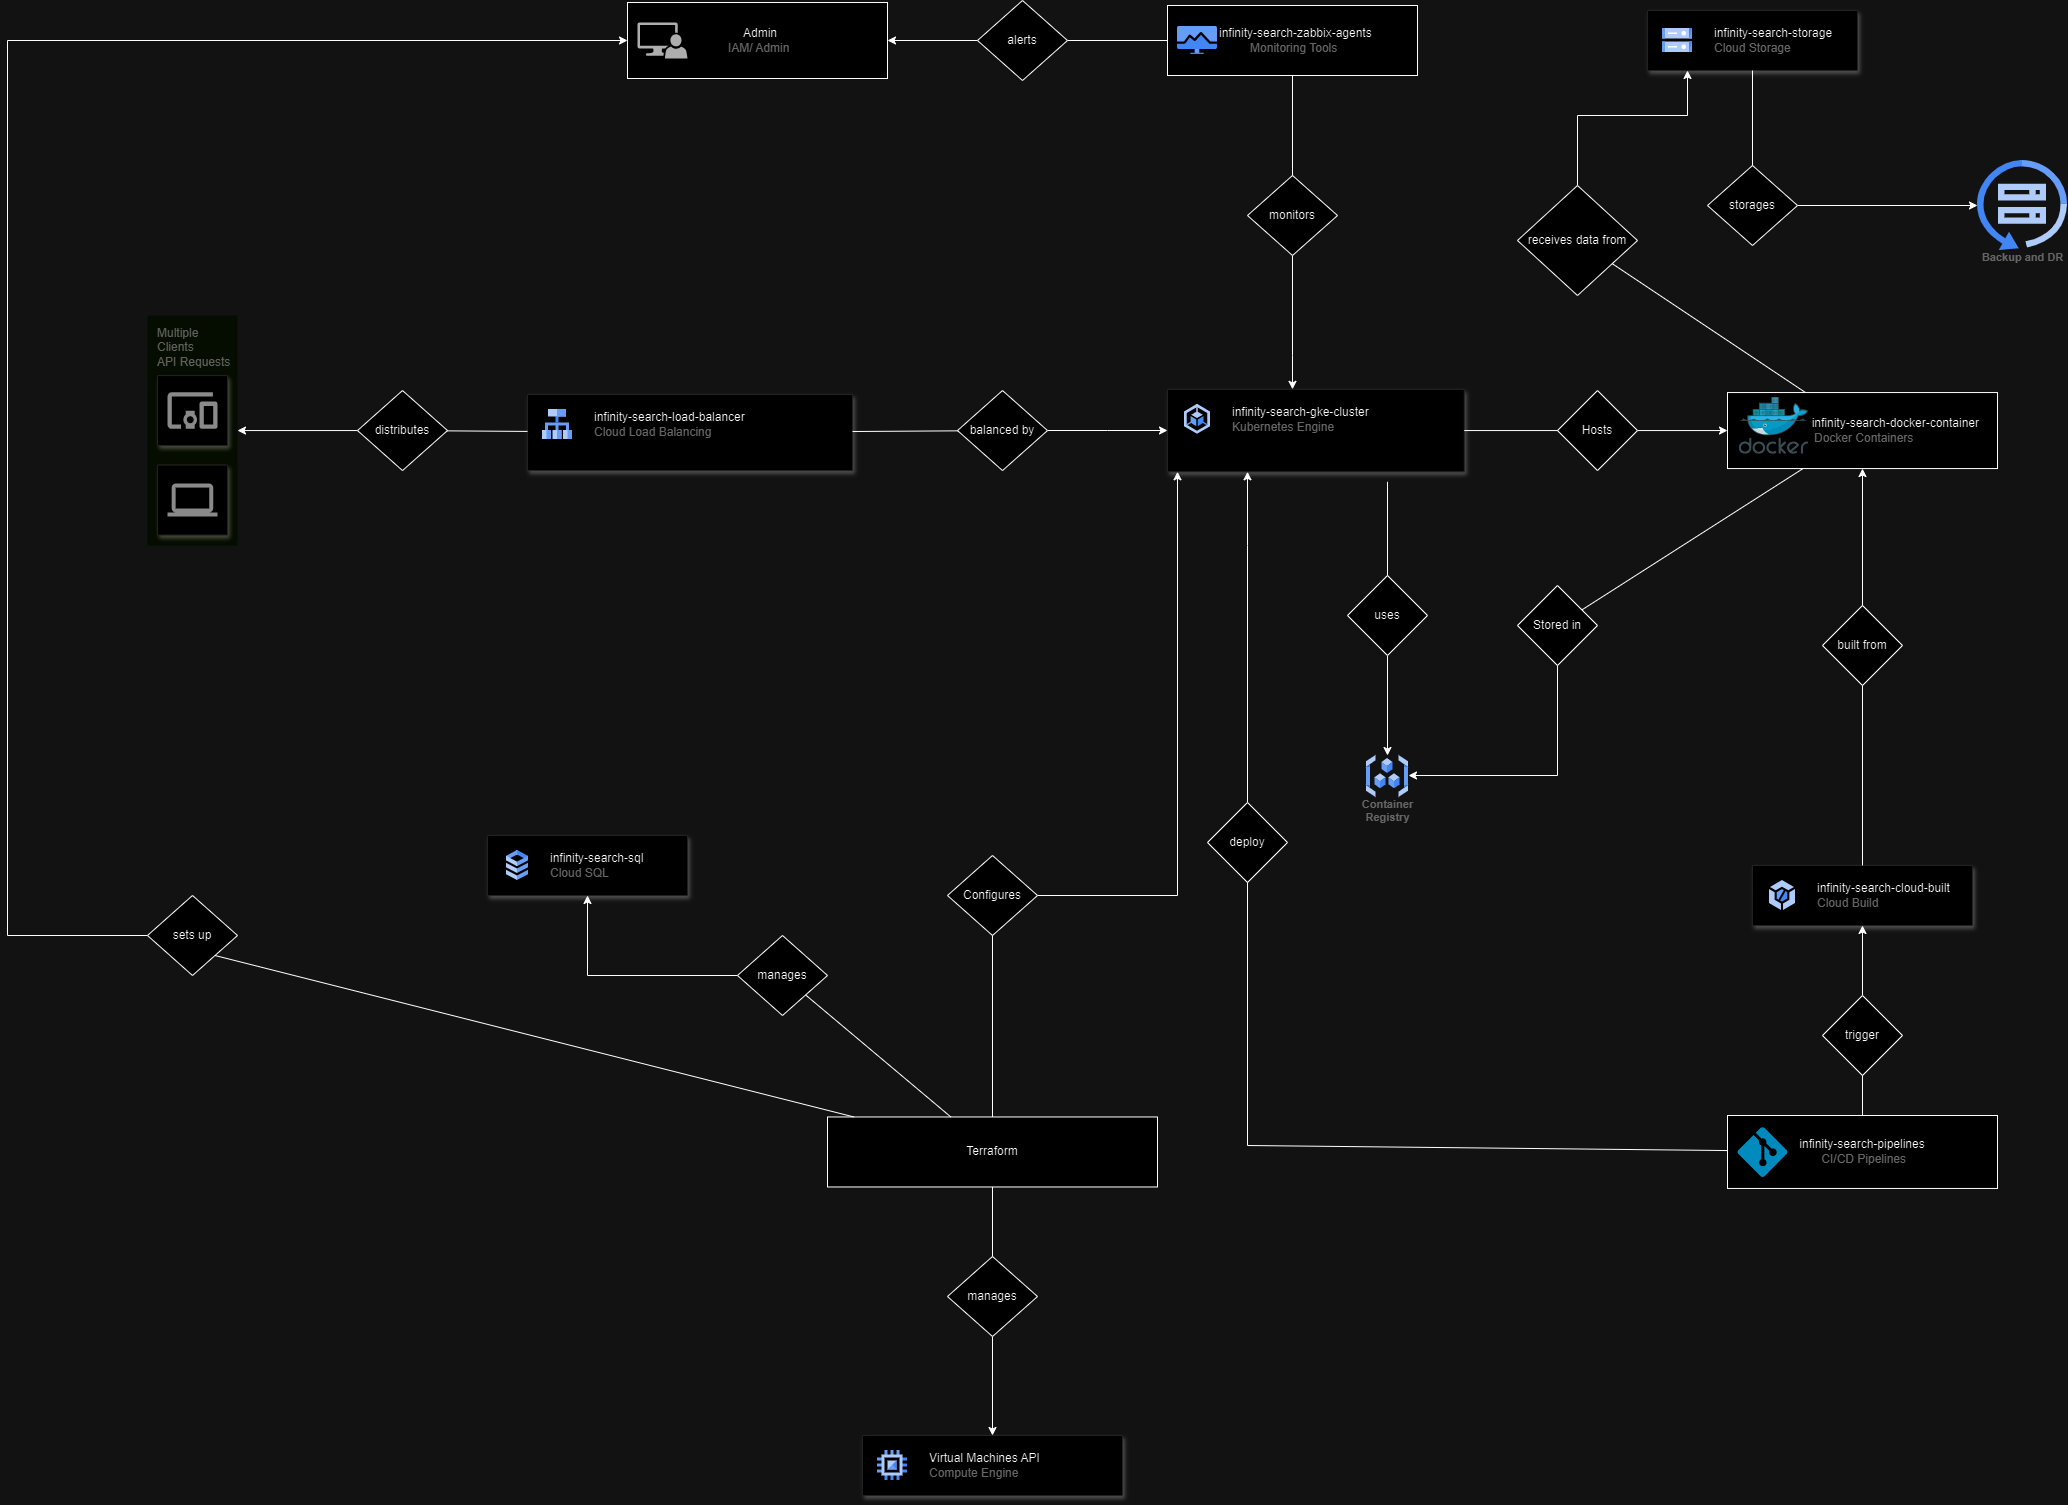 Admin
IAM/ Admin
alerts
infinity-search-zabbix-agents
Monitoring Tools
infinity-search-storage
Cloud Storage
monitors
receives data from
storages
Backup and DR
Multiple
Clients
API Requests
distributes
infinity-search-load-balancer
Cloud Load Balancing
balanced by
infinity-search-gke-cluster
Kubernetes Engine
Hosts
docker
infinity-search-docker-container
Docker Containers
uses
Stored in
built from
Container
Registry
deploy
infinity-search-sql
Cloud SQL
Configures
infinity-search-cloud-built
Cloud Build
sets up
manages
trigger
Terraform
infinity-search-pipelines
CI/CD Pipelines
manages
Virtual Machines API
Compute Engine